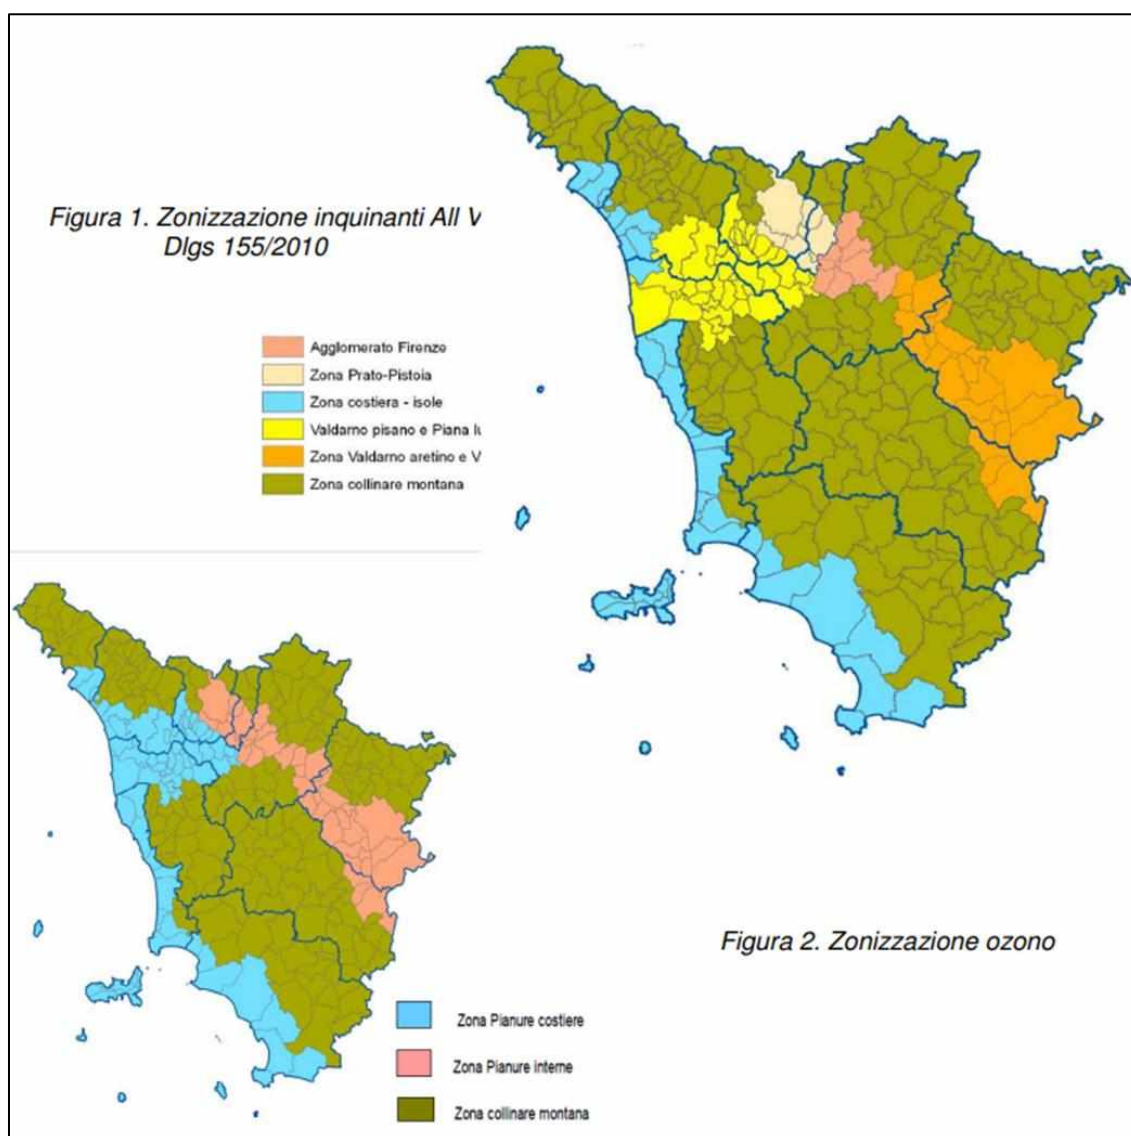 Figura 1. Zonizzazione inquinanti All V
Dlgs 155/2010
Agglomerato Firenze
Zona Prato-Pistoia
Zona costiera - isole
Valdarno pisano e Piana lu
Zona Valdarno aretino e V
Zona collinare montana
Figura 2. Zonizzazione ozono
Zona Pianure costiere
Zona Pianure interne
Zona collinare montana